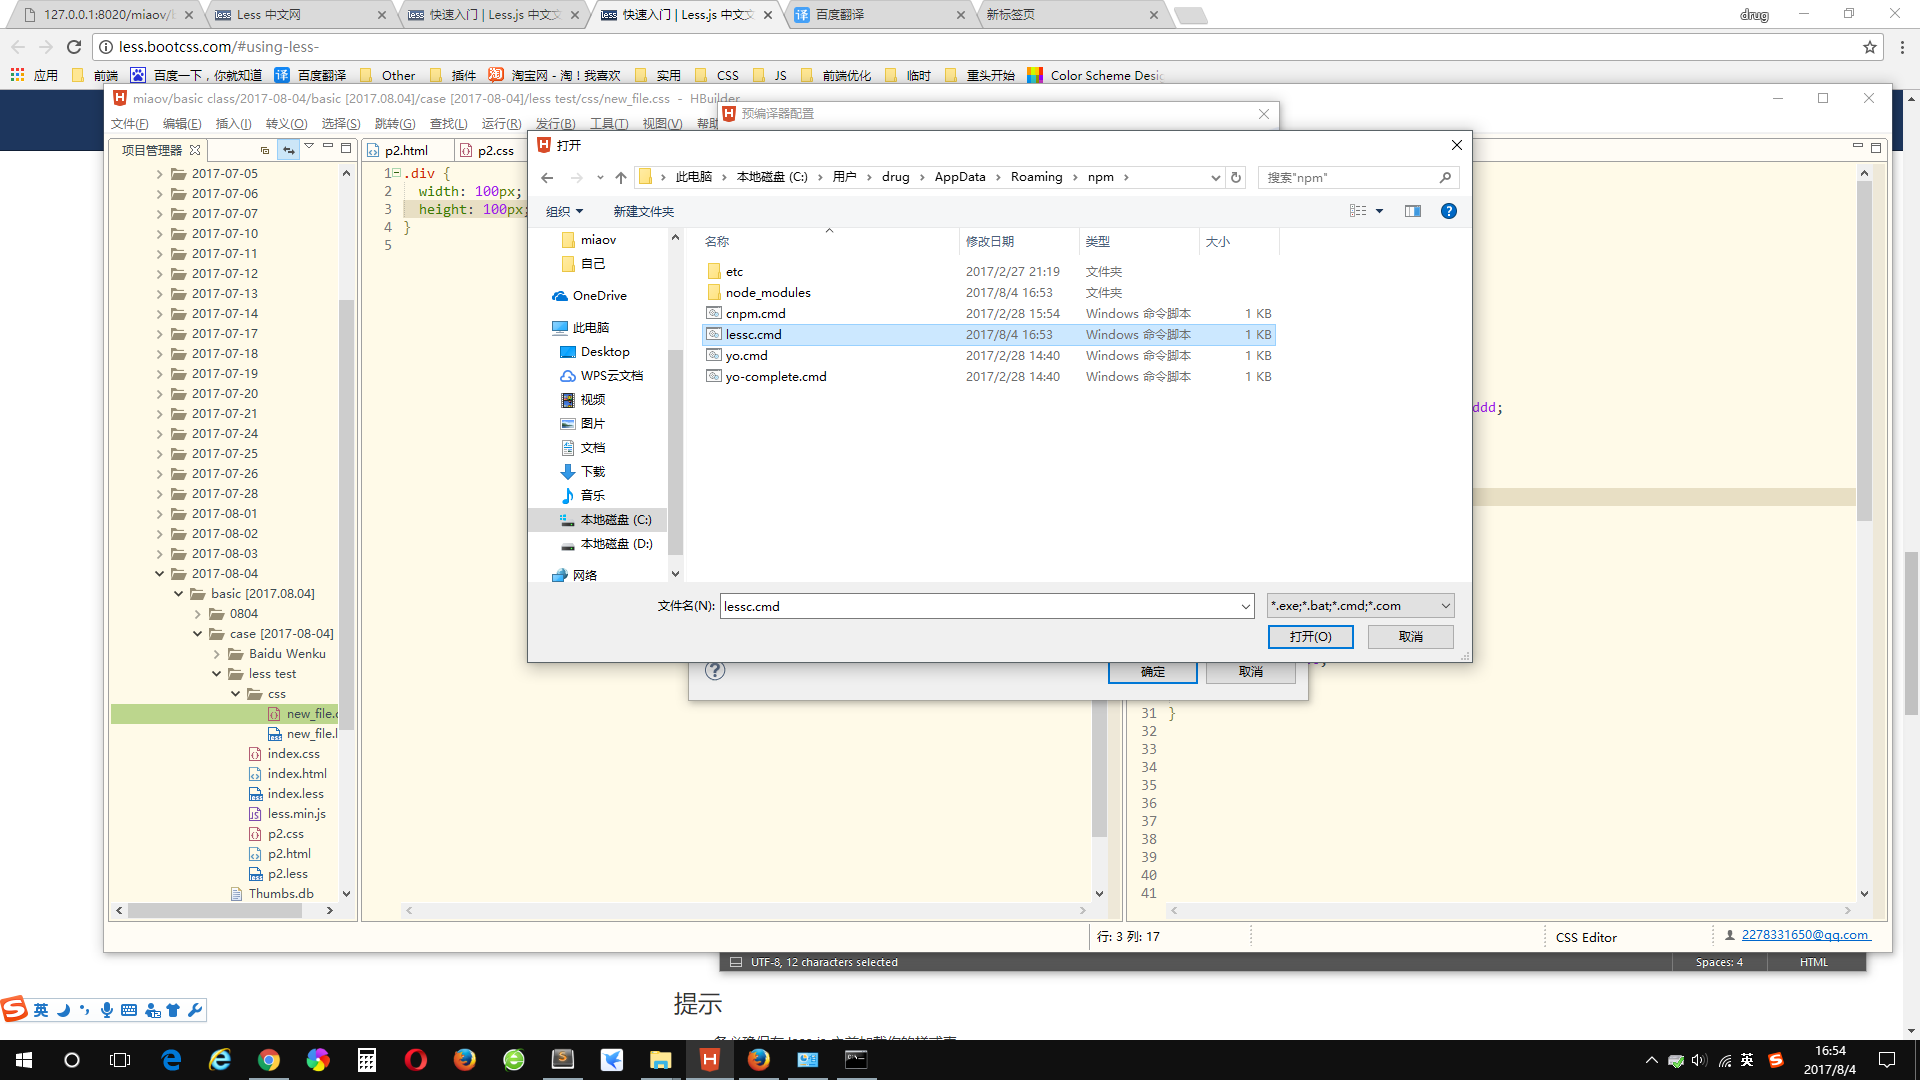 127.0.0.1:8020/miaov/b
Less 中文网
快速入门 | Less.js 中文文
快速入门 | Less.js 中文文
百度翻译
新标签页
drug
less.bootcss.com/#using-less-
应用
前端
百度一下，你就知道
百度翻译
Other
插件
淘宝网 - 淘！我喜欢
实用
CSS
JS
前端优化
临时
重头开始
Color Scheme Desi
miaov/basic class/2017-08-04/basic [2017.08.04]/case [2017-08-04]/less test/css/new_file.css - HBuilder
文件(F) 编辑(E) 插入(I) 转义(O) 选择(S) 跳转(G) 查找(L) 运行(R) 发行(B) 工具(T) 视图(V) 帮助
预编译器配置
项目管理器
p2.html
p2.css
2017-07-05
2017-07-06
2017-07-07
2017-07-10
2017-07-11
2017-07-12
2017-07-13
2017-07-14
2017-07-17
2017-07-18
2017-07-19
2017-07-20
2017-07-21
2017-07-24
2017-07-25
2017-07-26
2017-07-28
2017-08-01
2017-08-02
2017-08-03
2017-08-04
basic [2017.08.04]
0804
case [2017-08-04]
Baidu Wenku
less test
css
new_file.c
new_file.l
index.css
index.html
index.less
less.min.js
p2.css
p2.html
p2.less
Thumbs.db
1 .div {
2 width: 100px;
3 height: 100px;
4 }
5
打开
此电脑 本地磁盘 (C:) 用户 drug AppData Roaming npm
搜索"npm"
组织 新建文件夹
miaov
自己
OneDrive
此电脑
Desktop
WPS云文档
视频
图片
文档
下载
音乐
本地磁盘 (C:)
本地磁盘 (D:)
网络
名称 修改日期 类型 大小
etc 2017/2/27 21:19 文件夹
node_modules 2017/8/4 16:53 文件夹
cnpm.cmd 2017/2/28 15:54 Windows 命令脚本 1 KB
lessc.cmd 2017/8/4 16:53 Windows 命令脚本 1 KB
yo.cmd 2017/2/28 14:40 Windows 命令脚本 1 KB
yo-complete.cmd 2017/2/28 14:40 Windows 命令脚本 1 KB
文件名(N): lessc.cmd
*.exe;*.bat;*.cmd;*.com
打开(O) 取消
确定 取消
ddd;
31 }
32
33
34
35
36
37
38
39
40
41
行: 3 列: 17
CSS Editor
2278331650@qq.com
UTF-8, 12 characters selected
Spaces: 4
HTML
提示
英
英
16:54
2017/8/4